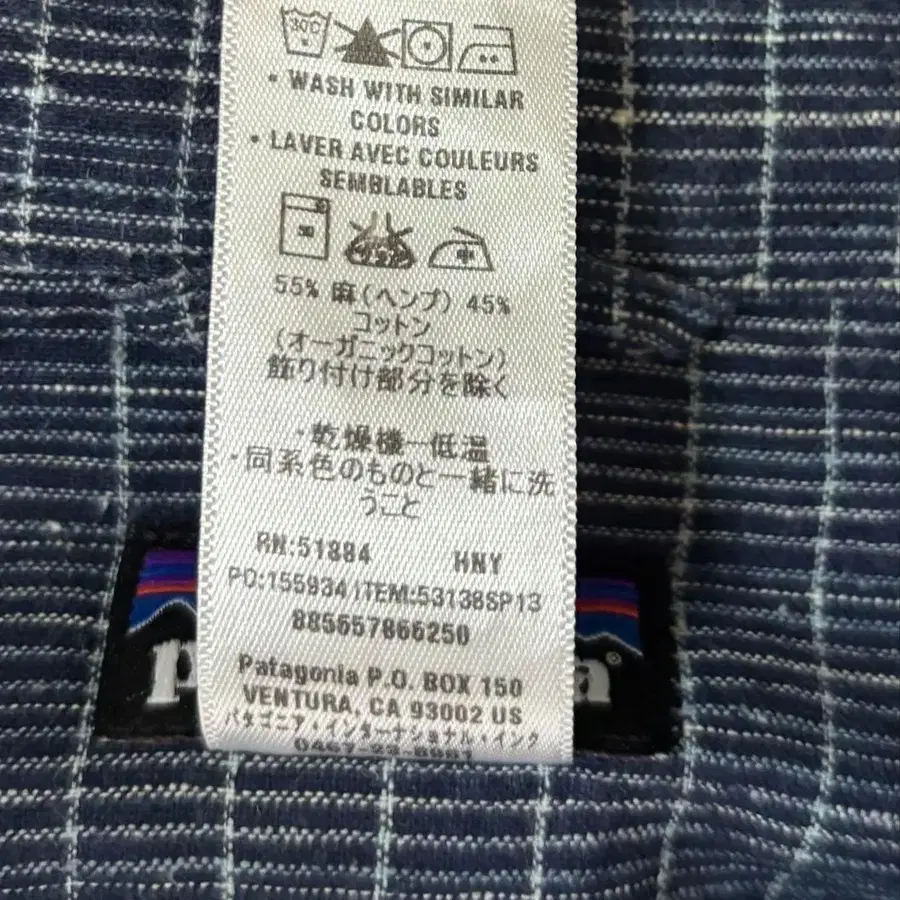 30°C
• WASH WITH SIMILAR
COLORS
• LAVER AVEC COULEURS
SEMBLABLES
中
55% 麻(ヘンプ) 45%
コットン
(オーガニックコットン)
飾り付け部分を除く
・乾燥機一低温
・同系色のものと一緒に洗
うこと
RN:51884 HNY
PO:155934 ITEM:53138SP13
885657866250
Patagonia P.O. BOX 150
VENTURA, CA 93002 US
パタゴニア・インターナショナル・インク
p a®